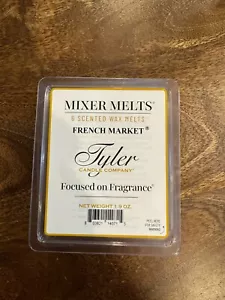 MIXER MELTS®
6 SCENTED WAX MELTS
FRENCH MARKET®
Tyler
CANDLE COMPANY®
Focused on Fragrance®
NET WEIGHT 1.9 OZ.